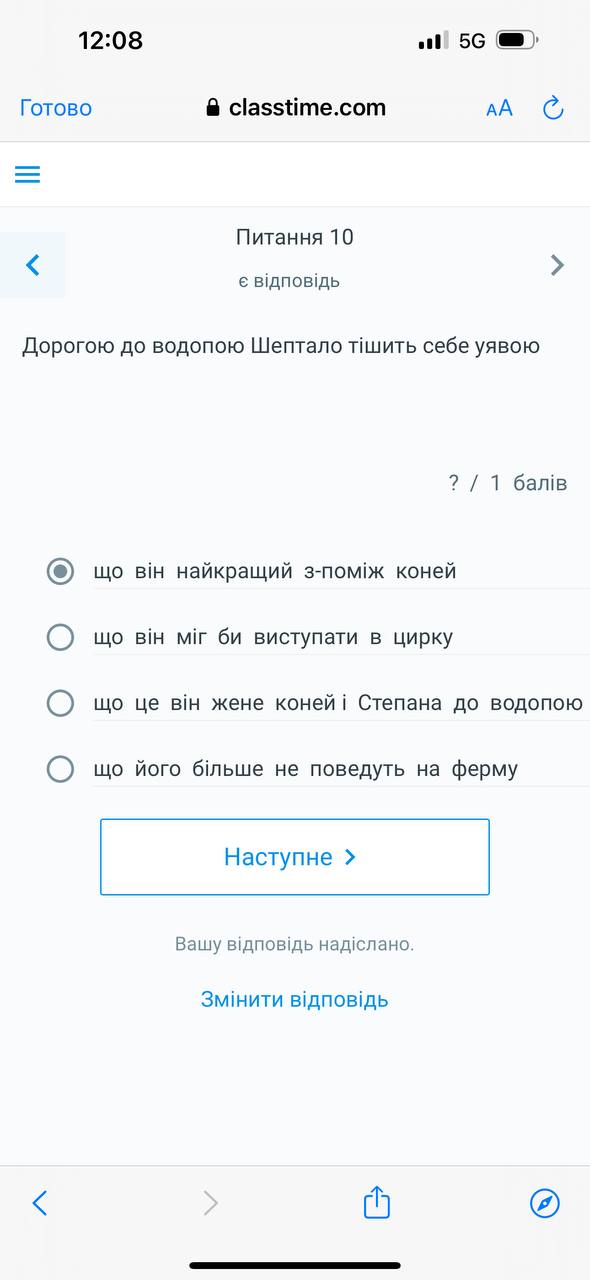 12:08
5G
Готово
classtime.com
AA
Питання 10
є відповідь
Дорогою до водопою Шептало тішить себе уявою
? / 1 балів
що він найкращий з-поміж коней
що він міг би виступати в цирку
що це він жене коней і Степана до водопою
що його більше не поведуть на ферму
Наступне
Вашу відповідь надіслано.
Змінити відповідь